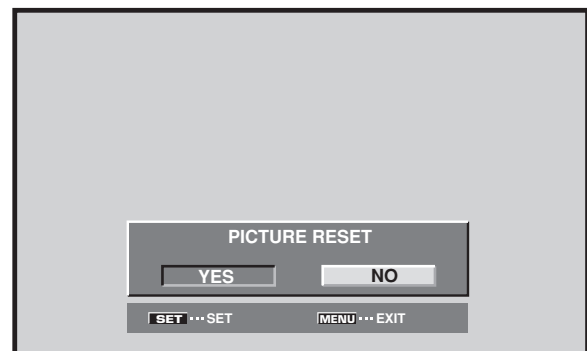 PICTURE RESET
YES NO
SET ··· SET MENU ··· EXIT